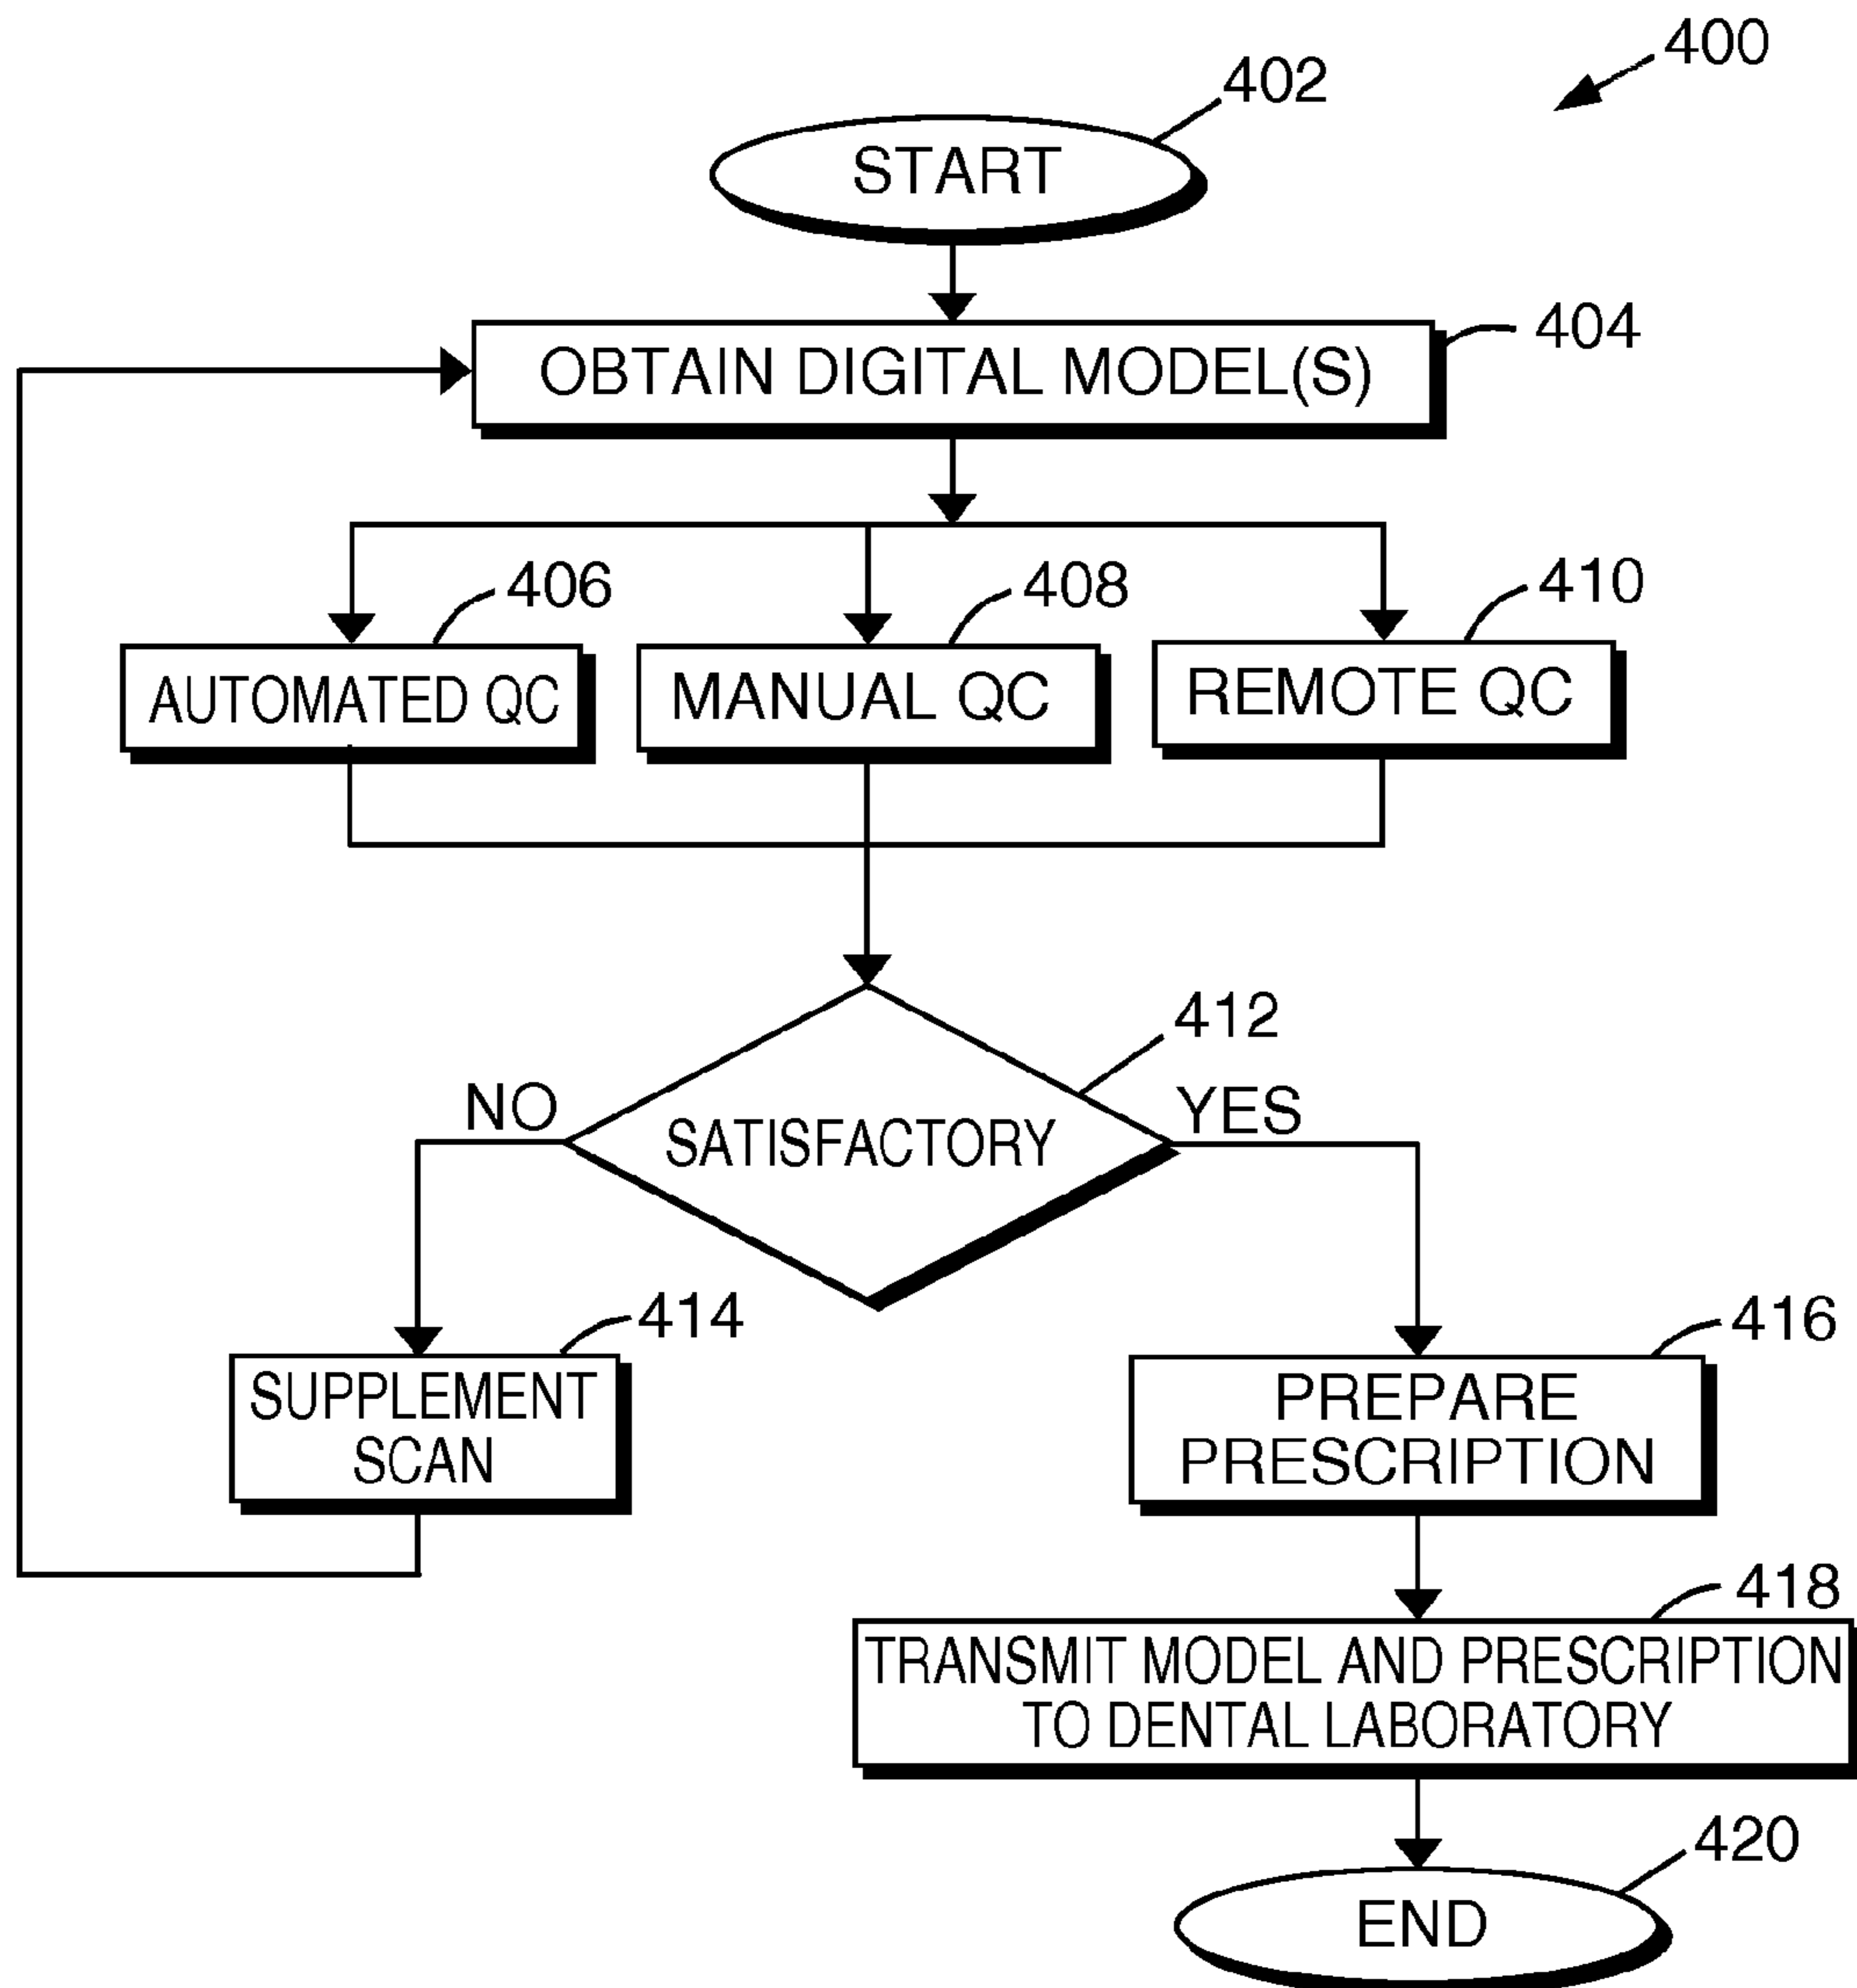 400
402
START
404
OBTAIN DIGITAL MODEL(S)
406
408
410
AUTOMATED QC
MANUAL QC
REMOTE QC
412
NO
YES
SATISFACTORY
414
416
SUPPLEMENT
SCAN
PREPARE
PRESCRIPTION
418
TRANSMIT MODEL AND PRESCRIPTION
TO DENTAL LABORATORY
420
END